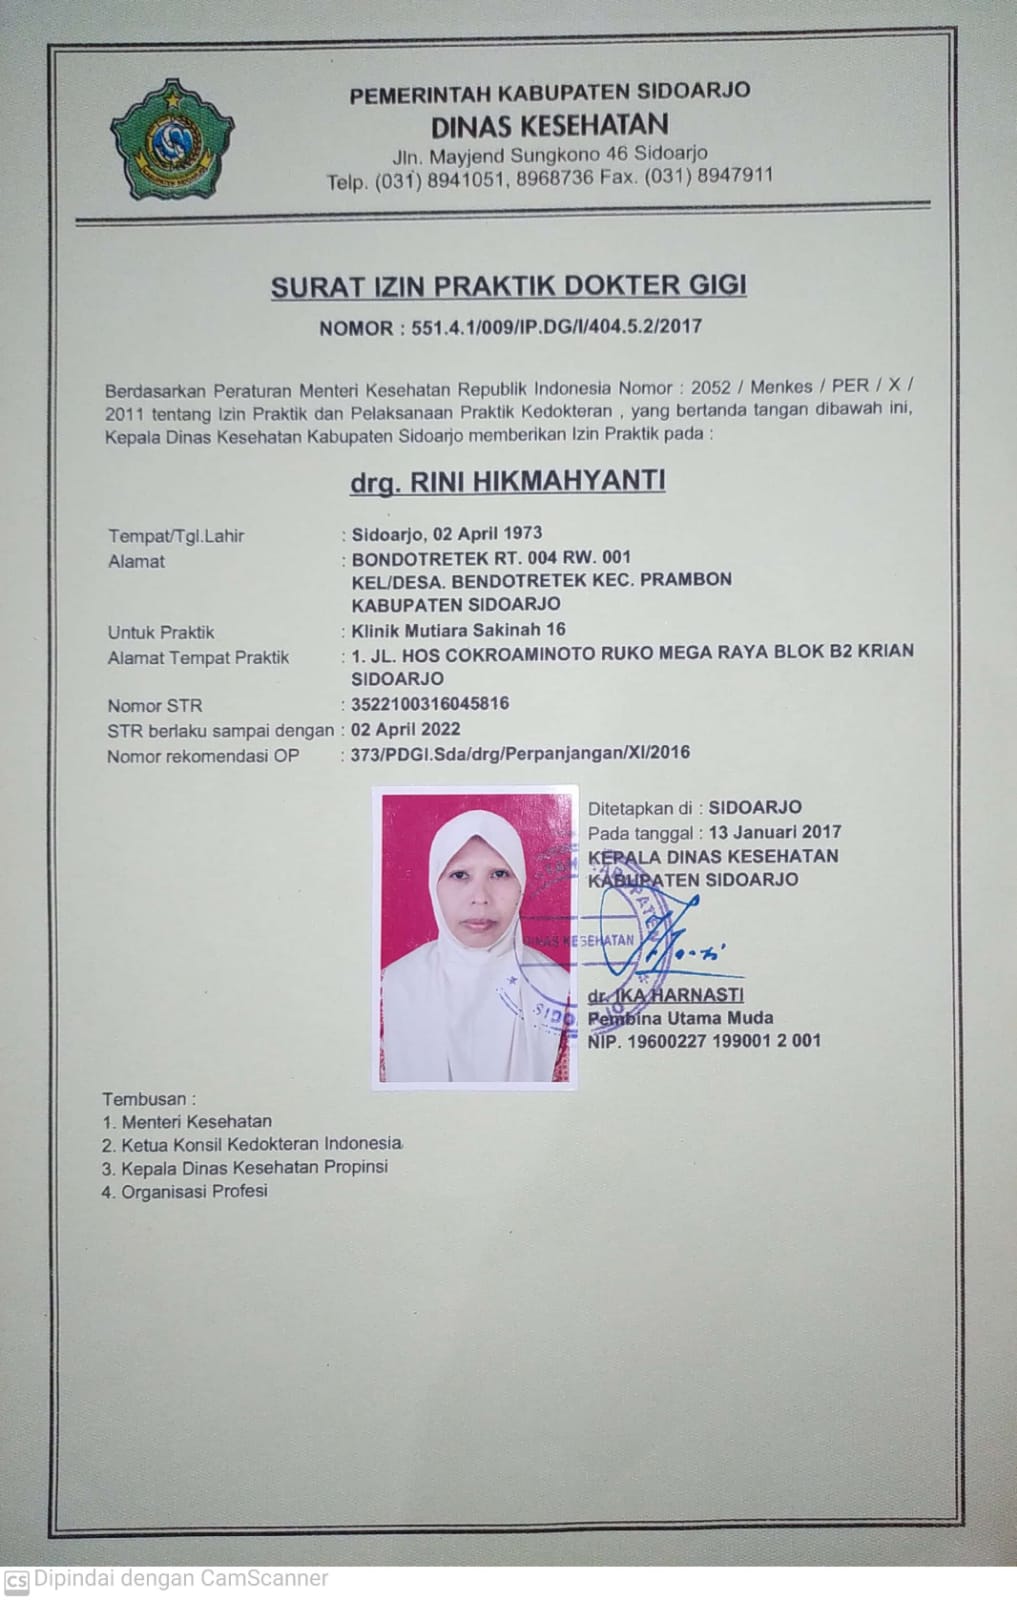 PEMERINTAH KABUPATEN SIDOARJO
DINAS KESEHATAN
Jln. Mayjend Sungkono 46 Sidoarjo
Telp. (031) 8941051, 8968736 Fax. (031) 8947911
SURAT IZIN PRAKTIK DOKTER GIGI
NOMOR : 551.4.1/009/IP.DG/I/404.5.2/2017
Berdasarkan Peraturan Menteri Kesehatan Republik Indonesia Nomor : 2052 / Menkes / PER / X /
2011 tentang Izin Praktik dan Pelaksanaan Praktik Kedokteran , yang bertanda tangan dibawah ini,
Kepala Dinas Kesehatan Kabupaten Sidoarjo memberikan Izin Praktik pada :
drg. RINI HIKMAHYANTI
Tempat/Tgl.Lahir : Sidoarjo, 02 April 1973
Alamat : BONDOTRETEK RT. 004 RW. 001
KEL/DESA. BENDOTRETEK KEC. PRAMBON
KABUPATEN SIDOARJO
Untuk Praktik : Klinik Mutiara Sakinah 16
Alamat Tempat Praktik : 1. JL. HOS COKROAMINOTO RUKO MEGA RAYA BLOK B2 KRIAN
SIDOARJO
Nomor STR : 3522100316045816
STR berlaku sampai dengan : 02 April 2022
Nomor rekomendasi OP : 373/PDGI.Sda/drg/Perpanjangan/XI/2016
Ditetapkan di : SIDOARJO
Pada tanggal : 13 Januari 2017
KEPALA DINAS KESEHATAN
KABUPATEN SIDOARJO
DINAS KESEHATAN
dr. IKA HARNASTI
Pembina Utama Muda
NIP. 19600227 199001 2 001
Tembusan :
1. Menteri Kesehatan
2. Ketua Konsil Kedokteran Indonesia
3. Kepala Dinas Kesehatan Propinsi
4. Organisasi Profesi
CS Dipindai dengan CamScanner